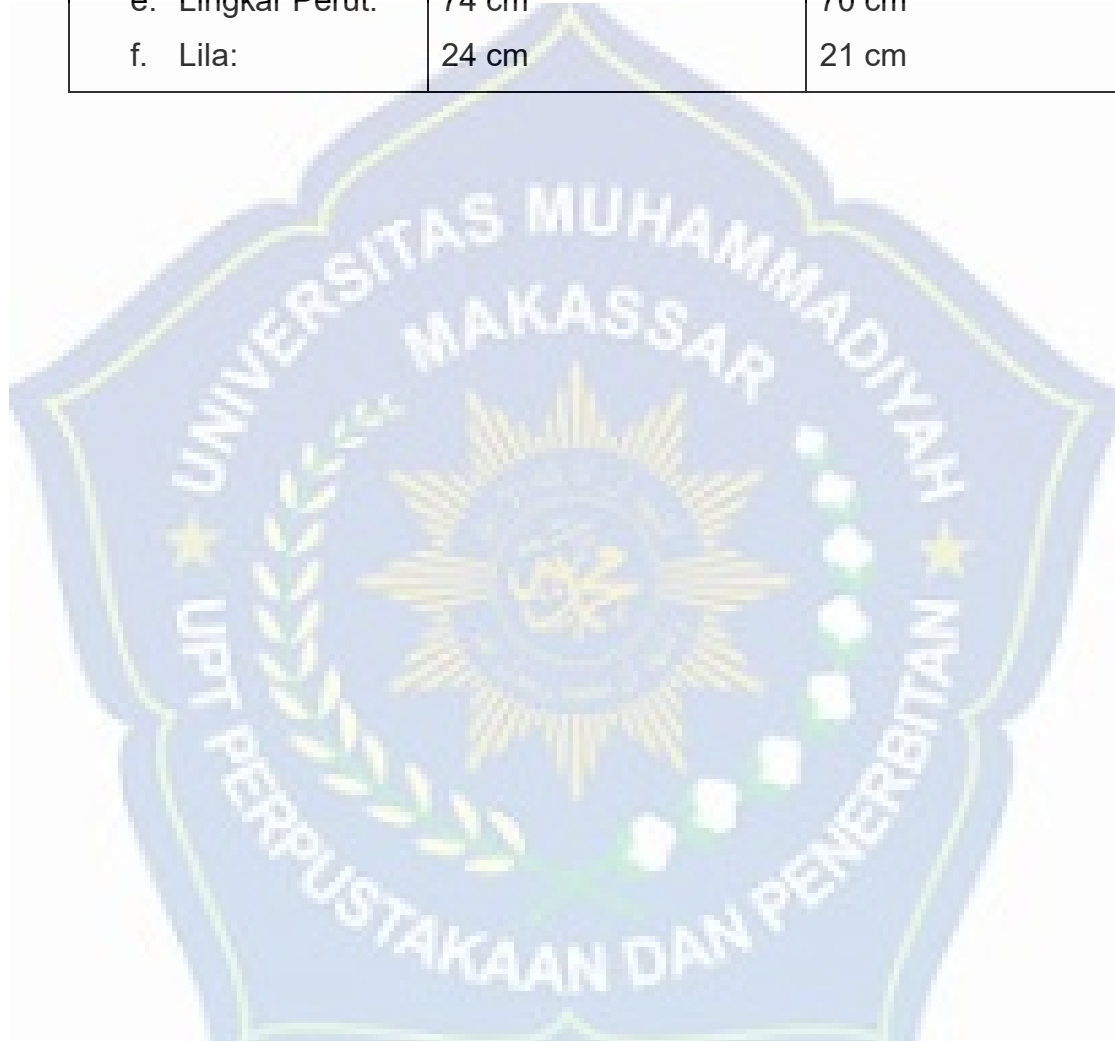 e. Lingkar Perut: 74 cm 70 cm
f. Lila: 24 cm 21 cm
UNIVERSITAS MUHAMMADIYAH
MAKASSAR
UPT PERPUSTAKAAN DAN PENERBITAN